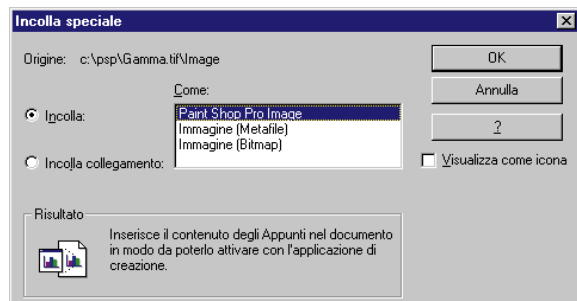 Incolla speciale
Origine: c:\psp\Gamma.tif\Image
OK
Come:
Annulla
Incolla:
Paint Shop Pro Image
Immagine (Metafile)
Immagine (Bitmap)
?
Incolla collegamento:
Visualizza come icona
Risultato
Inserisce il contenuto degli Appunti nel documento
in modo da poterlo attivare con l'applicazione di
creazione.